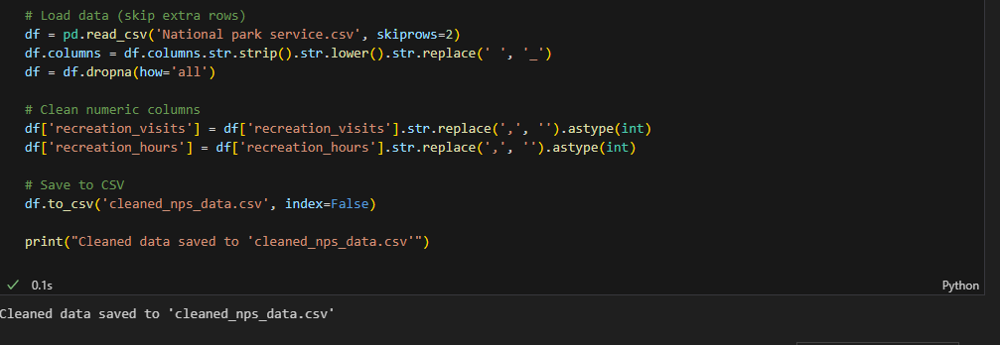 # Load data (skip extra rows)
df = pd.read_csv('National park service.csv', skiprows=2)
df.columns = df.columns.str.strip().str.lower().str.replace(' ', '_')
df = df.dropna(how='all')
# Clean numeric columns
df['recreation_visits'] = df['recreation_visits'].str.replace(',', '').astype(int)
df['recreation_hours'] = df['recreation_hours'].str.replace(',', '').astype(int)
# Save to CSV
df.to_csv('cleaned_nps_data.csv', index=False)
print("Cleaned data saved to 'cleaned_nps_data.csv'")
0.1s Python
Cleaned data saved to 'cleaned_nps_data.csv'